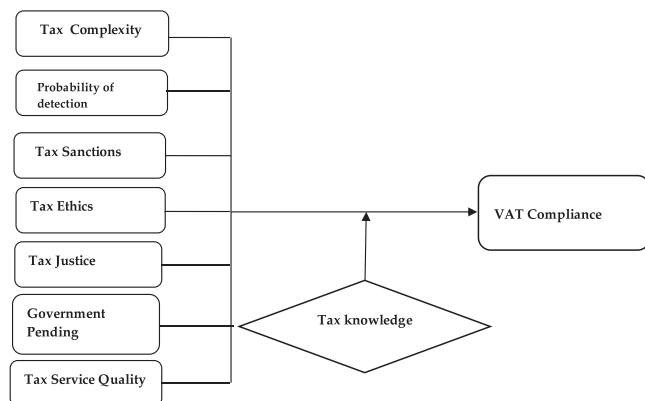 Tax Complexity
Probability of
detection
Tax Sanctions
Tax Ethics
Tax Justice
Government
Pending
Tax Service Quality
Tax knowledge
VAT Compliance